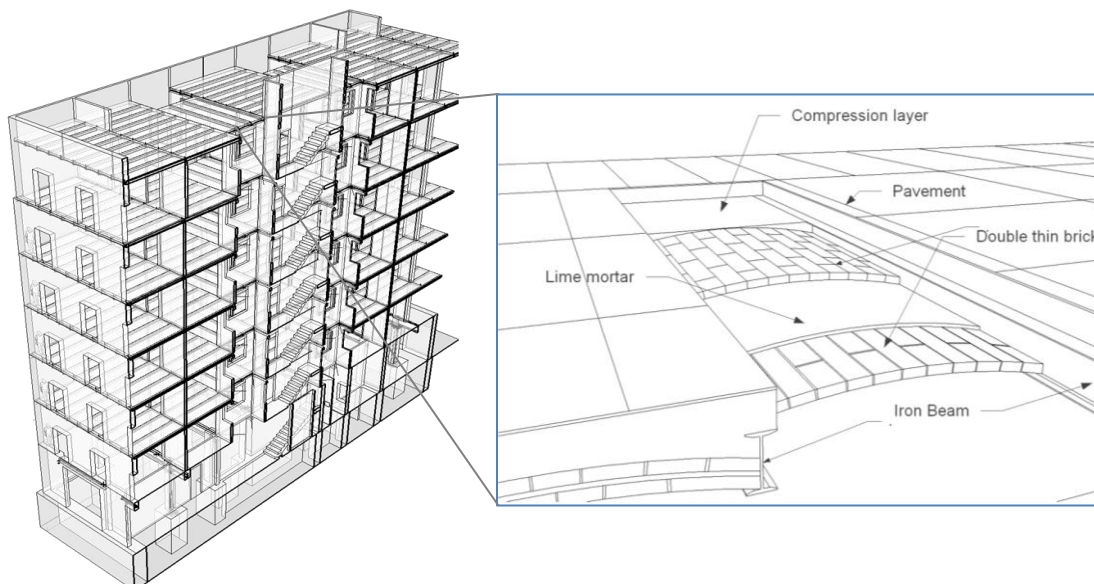 Compression layer
Pavement
Double thin brick
Lime mortar
Iron Beam